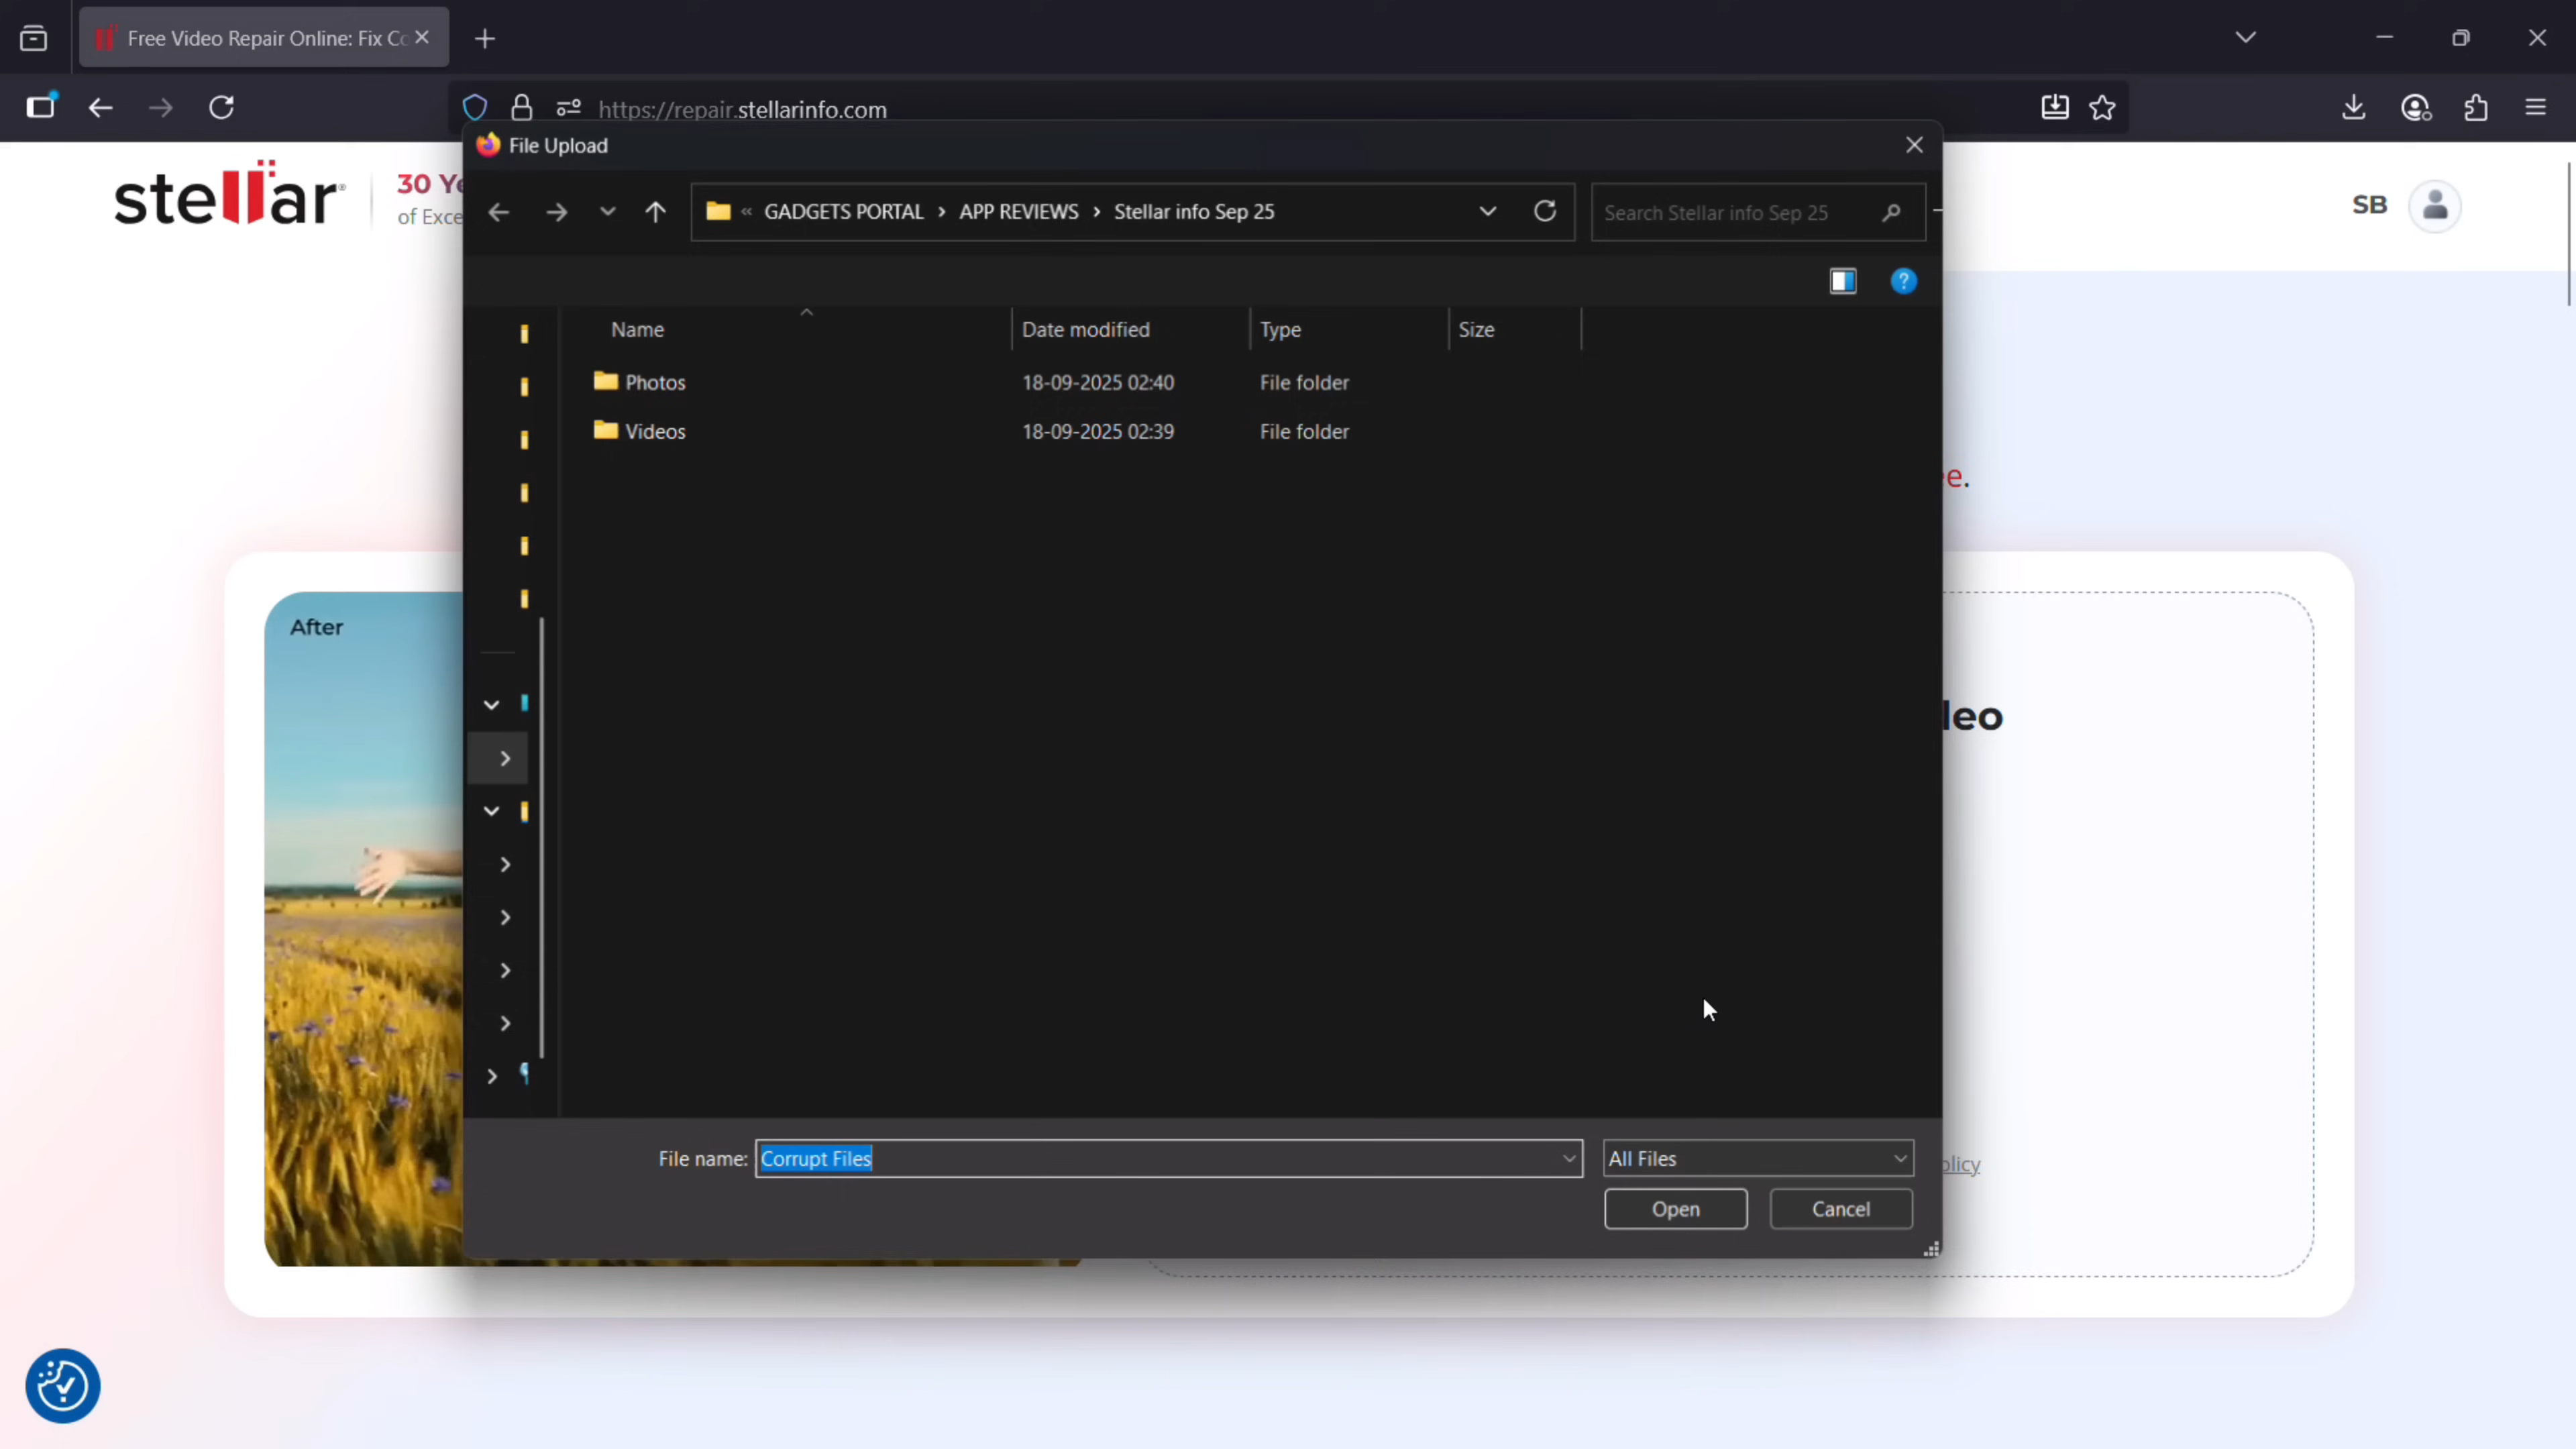 Free Video Repair Online: Fix Co
https://repair.stellarinfo.com
File Upload
stellar
30 Ye
of Exce
SB
« GADGETS PORTAL › APP REVIEWS › Stellar info Sep 25
Search Stellar info Sep 25
Name Date modified Type Size
Photos 18-09-2025 02:40 File folder
Videos 18-09-2025 02:39 File folder
ee.
After
leo
File name: Corrupt Files All Files
olicy
Open Cancel